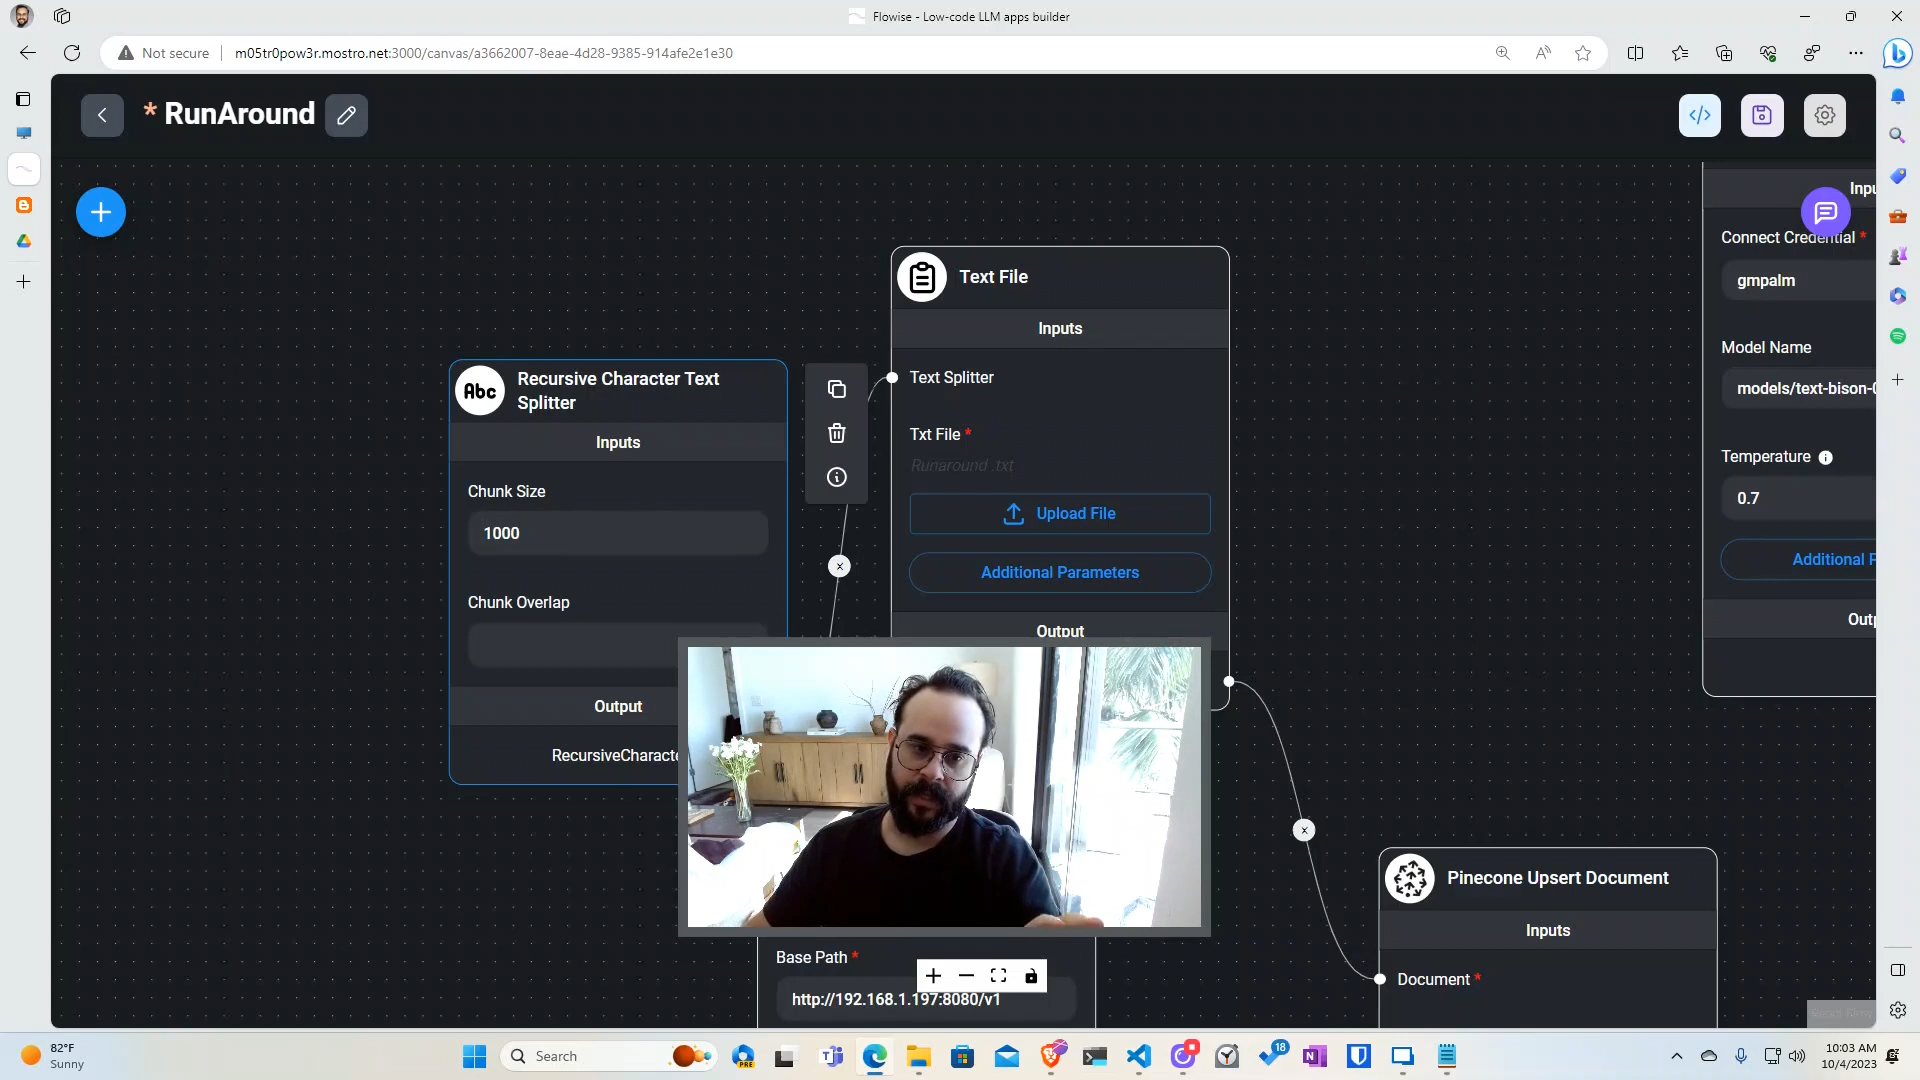 Flowise - Low-code LLM apps builder
Not secure
m05tr0pow3r.mostro.net:3000/canvas/a3662007-8eae-4d28-9385-914afe2e1e30
* RunAround
Text File
Inputs
Text Splitter
Txt File *
Runaround .txt
Upload File
Additional Parameters
Output
Abc
Recursive Character Text
Splitter
Inputs
Chunk Size
1000
Chunk Overlap
Output
RecursiveCharacte
Inpu
Connect Credential *
gmpalm
Model Name
models/text-bison-0
Temperature
0.7
Additional P
Outp
Pinecone Upsert Document
Inputs
Document *
Base Path *
http://192.168.1.197:8080/v1
82°F
Sunny
Search
PRE
18
10:03 AM
10/4/2023